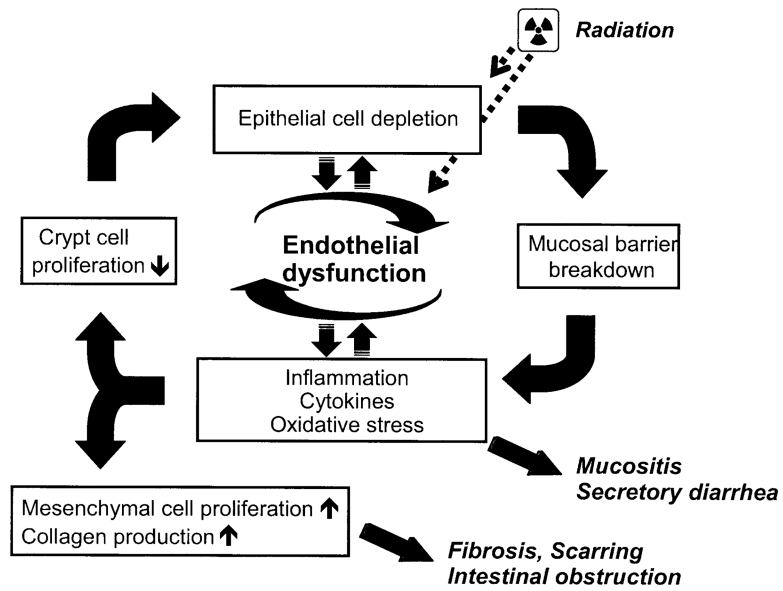 Radiation
Epithelial cell depletion
Crypt cell
proliferation ↓
Endothelial
dysfunction
Mucosal barrier
breakdown
Inflammation
Cytokines
Oxidative stress
Mucositis
Secretory diarrhea
Mesenchymal cell proliferation ↑
Collagen production ↑
Fibrosis, Scarring
Intestinal obstruction